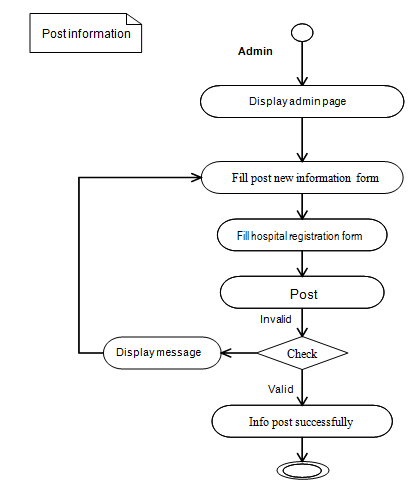 Post information
Admin
Display admin page
Fill post new information form
Fill hospital registration form
Post
Invalid
Display message
Check
Valid
Info post successfully